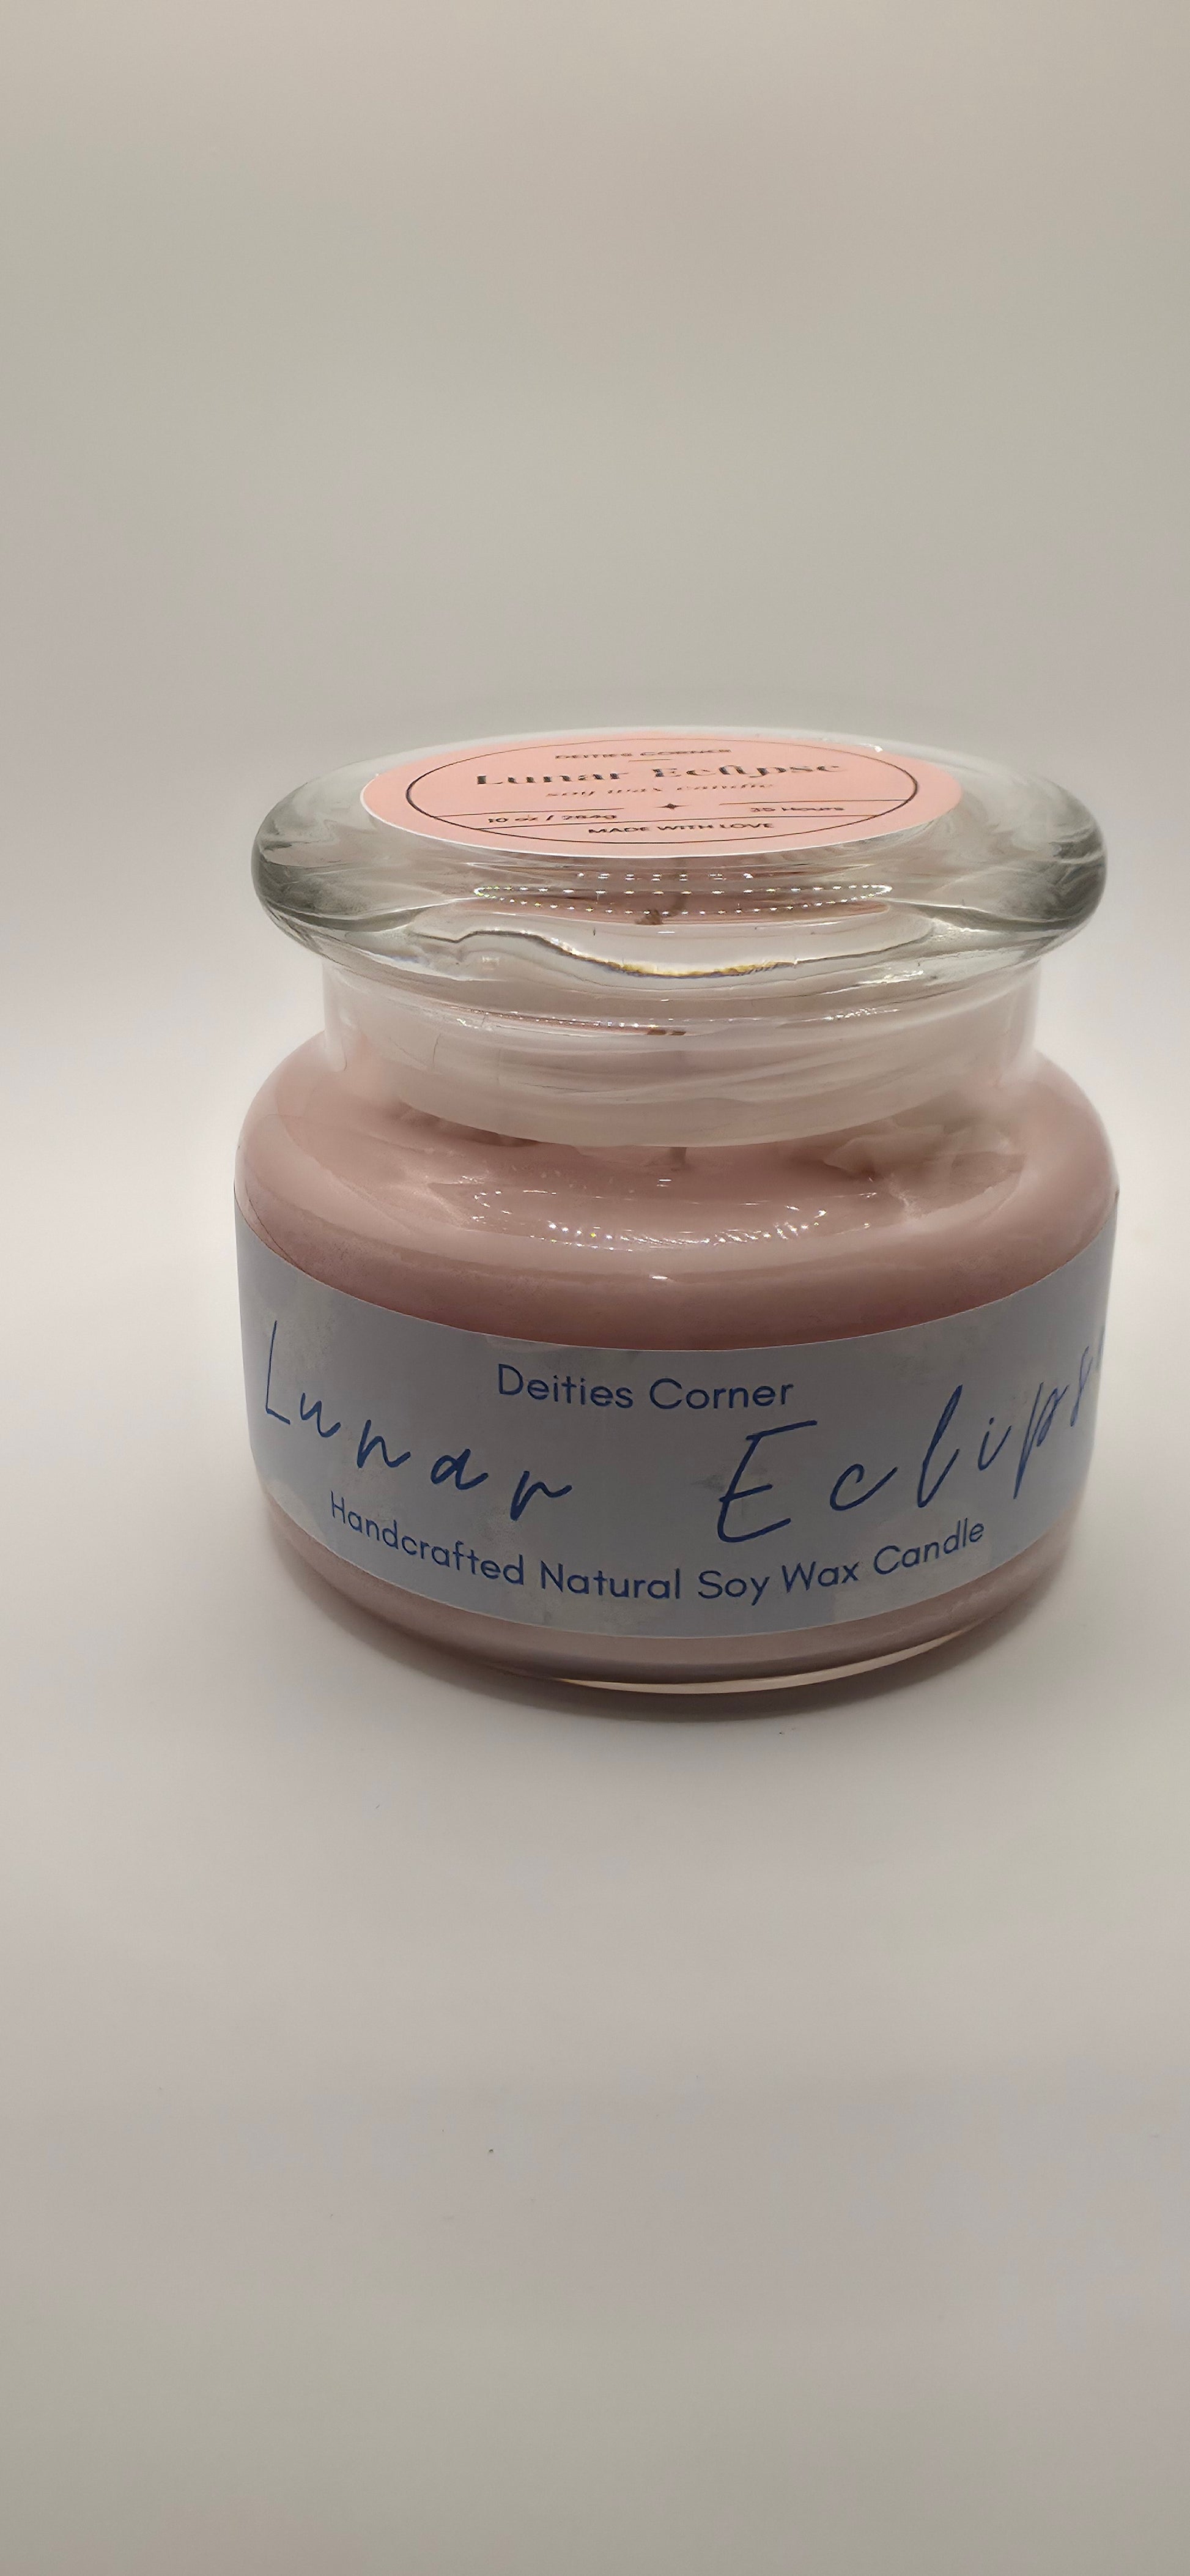 DEITIES CORNER
Lunar Eclipse
soy wax candle
10 oz / 284g
35 Hours
MADE WITH LOVE
Deities Corner
Lunar Eclips
Handcrafted Natural Soy Wax Candle